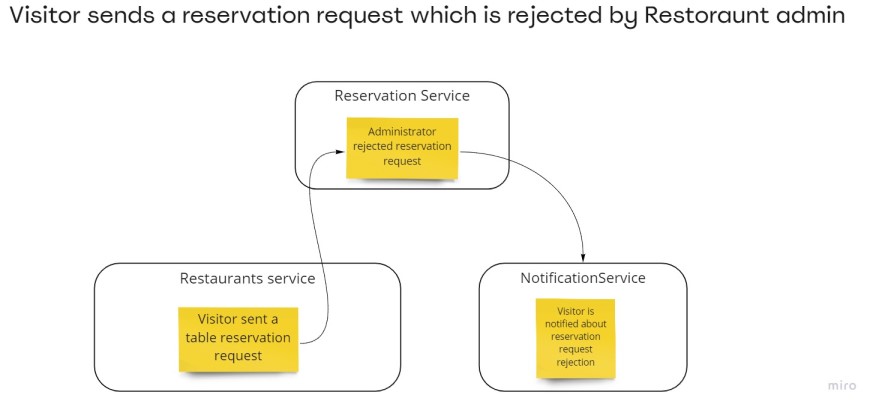 Visitor sends a reservation request which is rejected by Restoraunt admin
Reservation Service
Administrator
rejected reservation
request
Restaurants service
Visitor sent a
table reservation
request
NotificationService
Visitor is
notified about
reservation
request
rejection
miro